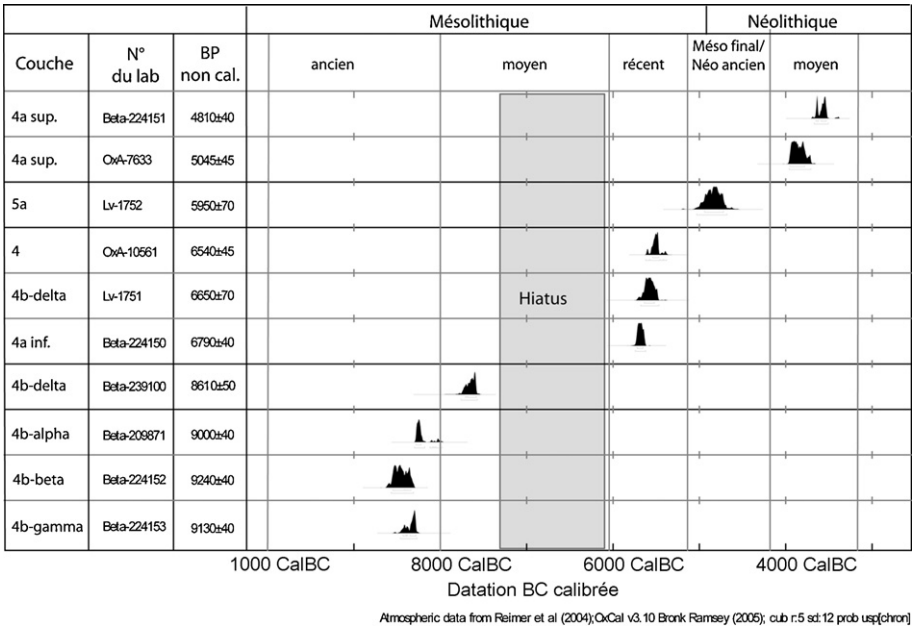 Mésolithique Néolithique
Couche N° du lab BP non cal. ancien moyen récent Méso final/ Néo ancien moyen
4a sup. Beta-224151 4810±40
4a sup. OxA-7633 5045±45
5a Lv-1752 5950±70
4 OxA-10561 6540±45
4b-delta Lv-1751 6650±70
Hiatus
4a inf. Beta-224150 6790±40
4b-delta Beta-239100 8610±50
4b-alpha Beta-209871 9000±40
4b-beta Beta-224152 9240±40
4b-gamma Beta-224153 9130±40
1000 CalBC 8000 CalBC 6000 CalBC 4000 CalBC
Datation BC calibrée
Atmospheric data from Reimer et al (2004);OxCal v3.10 Bronk Ramsey (2005); cub r:5 sd:12 prob usp[chron]